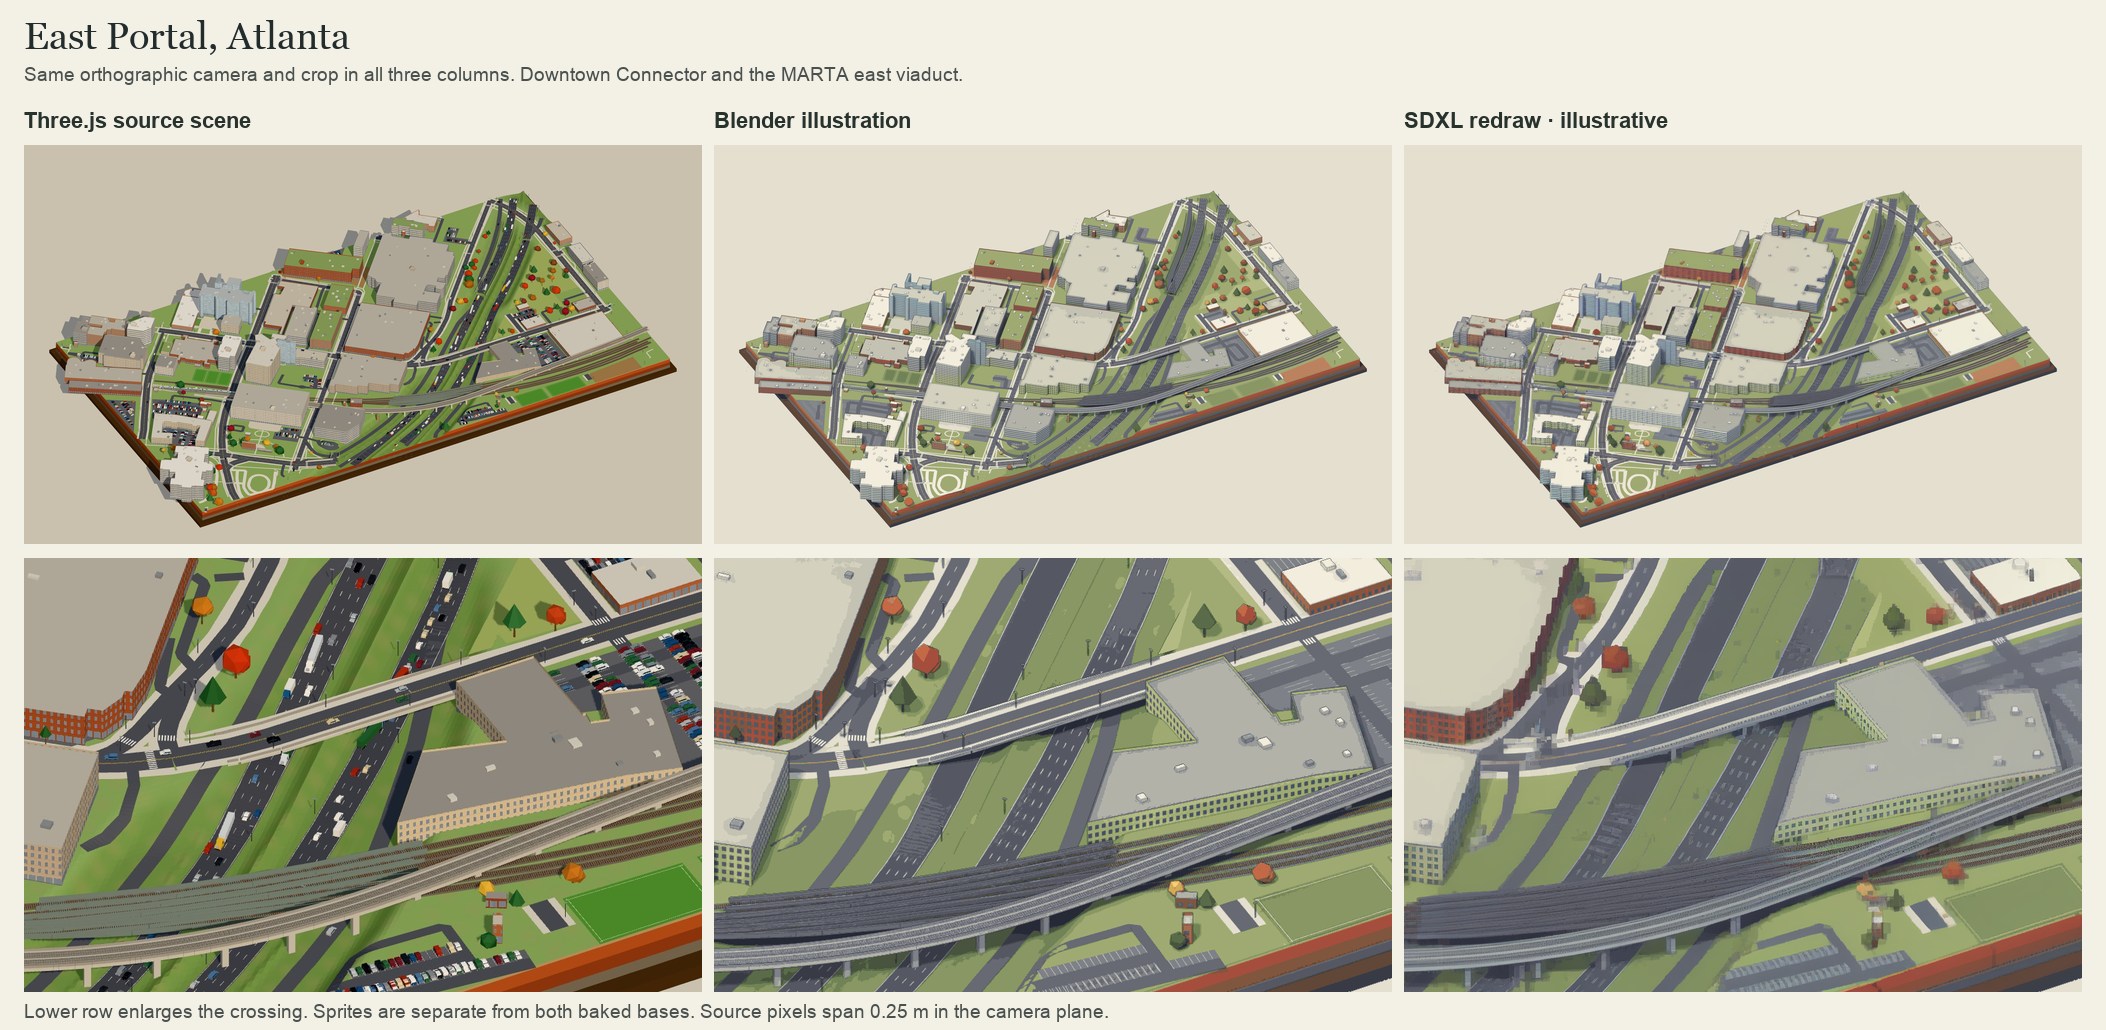 East Portal, Atlanta
Same orthographic camera and crop in all three columns. Downtown Connector and the MARTA east viaduct.
Three.js source scene
Blender illustration
SDXL redraw · illustrative
Lower row enlarges the crossing. Sprites are separate from both baked bases. Source pixels span 0.25 m in the camera plane.